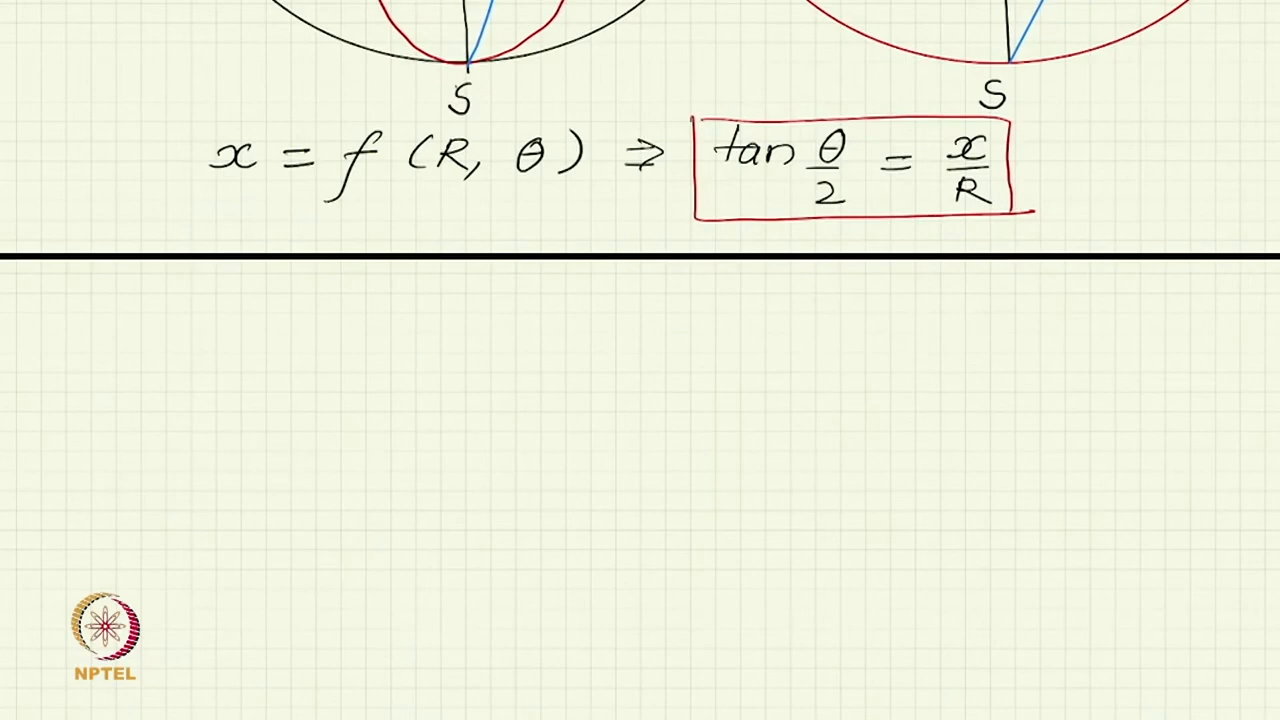 S S
x = f (R, θ) ⇒ tan θ/2 = x/R
NPTEL